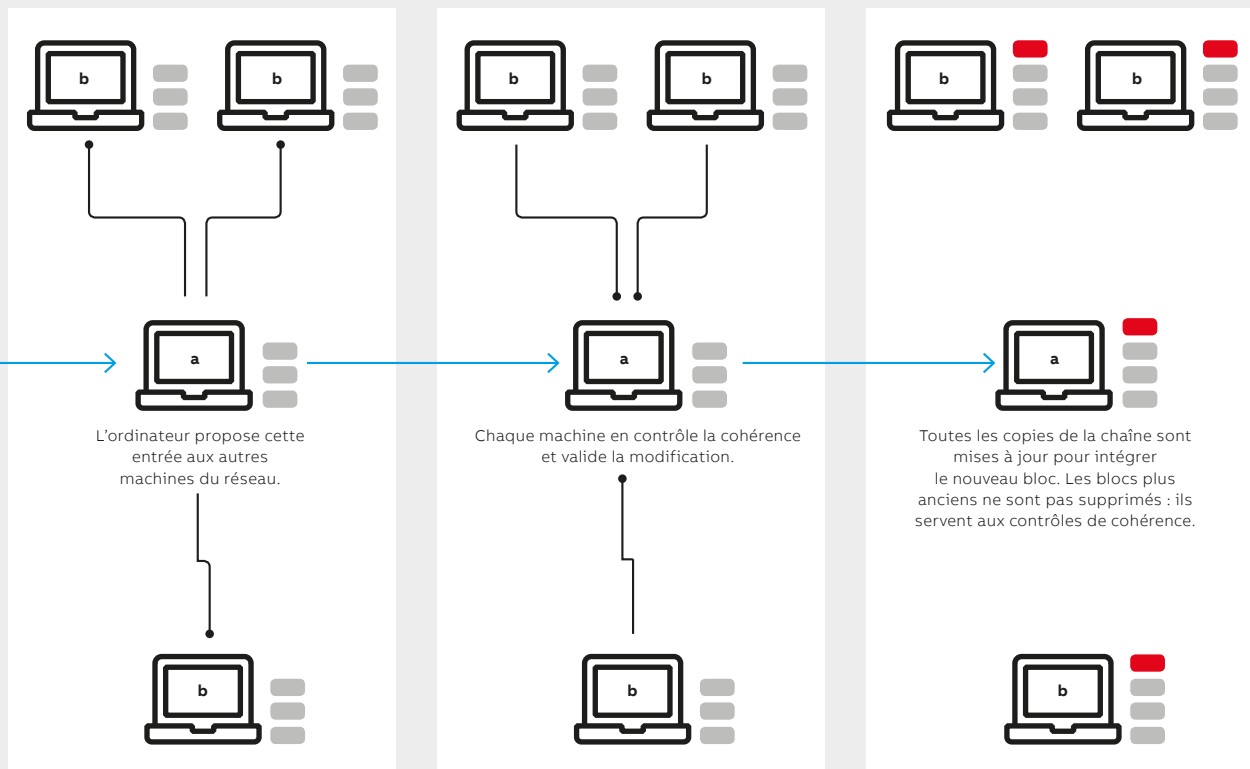 b
b
a
L'ordinateur propose cette
entrée aux autres
machines du réseau.
b
b
b
a
Chaque machine en contrôle la cohérence
et valide la modification.
b
b
b
a
Toutes les copies de la chaîne sont
mises à jour pour intégrer
le nouveau bloc. Les blocs plus
anciens ne sont pas supprimés : ils
servent aux contrôles de cohérence.
b